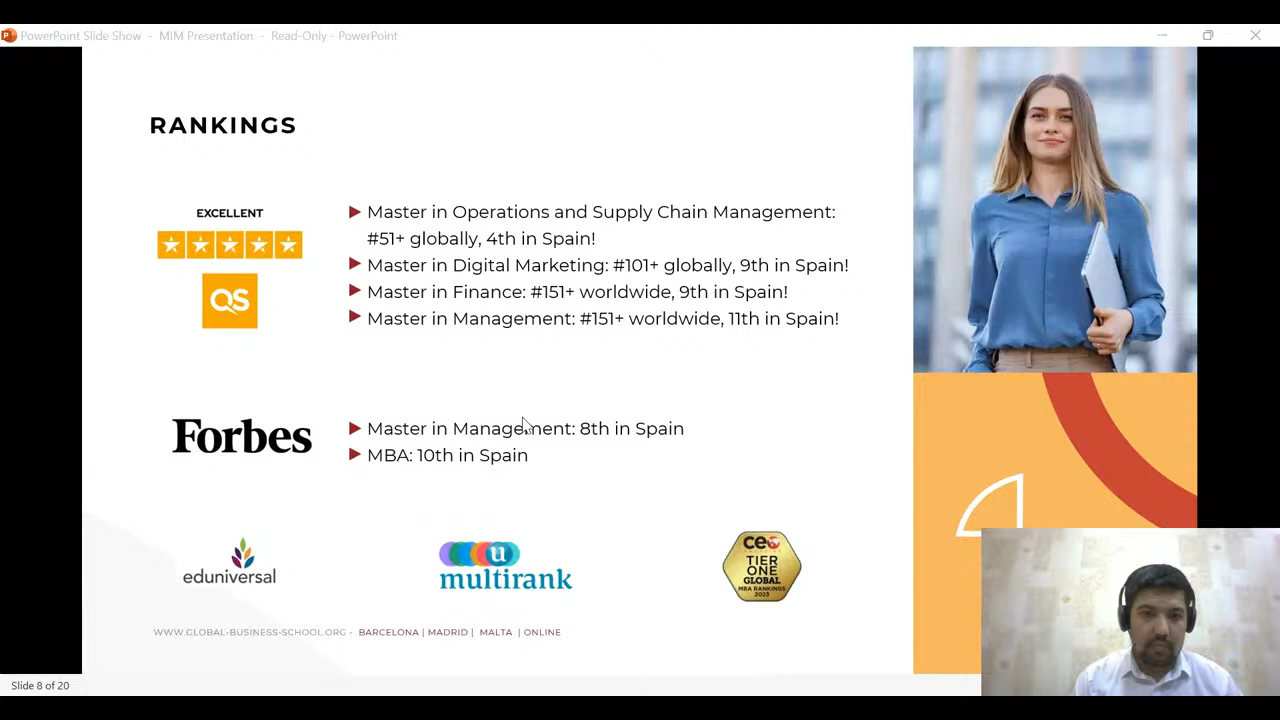 PowerPoint Slide Show - MIM Presentation - Read-Only - PowerPoint
RANKINGS
EXCELLENT
QS
Master in Operations and Supply Chain Management:
#51+ globally, 4th in Spain!
Master in Digital Marketing: #101+ globally, 9th in Spain!
Master in Finance: #151+ worldwide, 9th in Spain!
Master in Management: #151+ worldwide, 11th in Spain!
Forbes
Master in Management: 8th in Spain
MBA: 10th in Spain
eduniversal
u
multirank
ceo
TIER
ONE
GLOBAL
MBA RANKINGS
2023
WWW.GLOBAL-BUSINESS-SCHOOL.ORG - BARCELONA | MADRID | MALTA | ONLINE
Slide 8 of 20